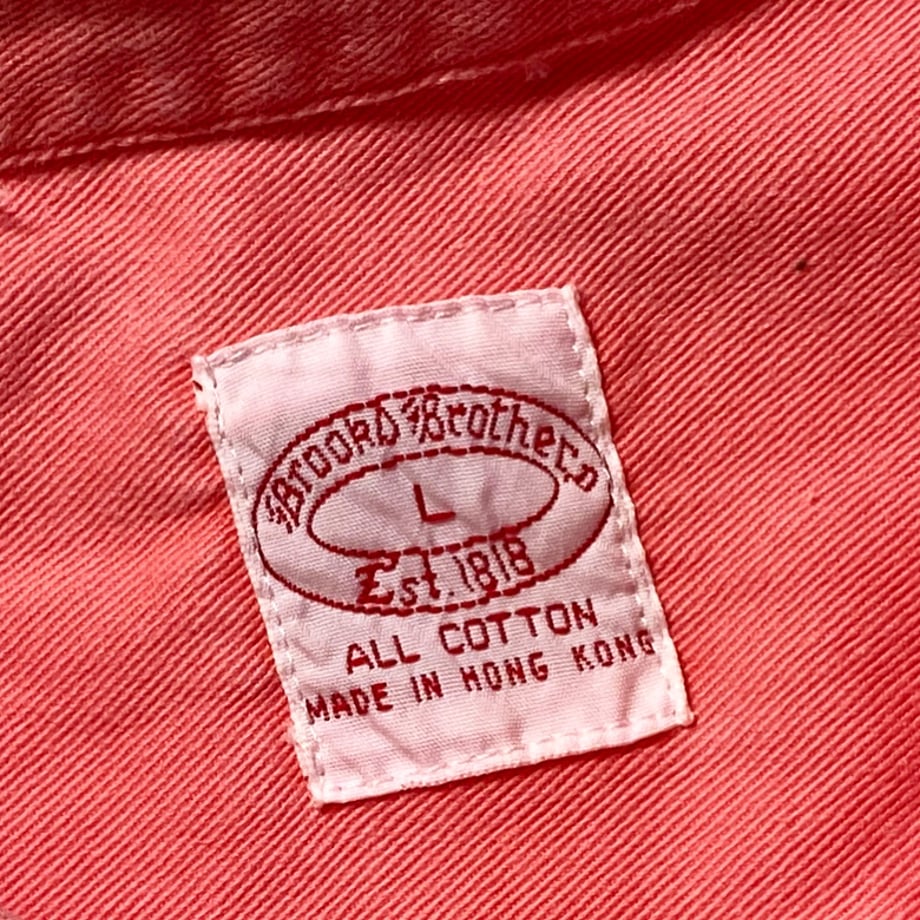 Brooks Brothers
L
Est. 1818
ALL COTTON
MADE IN HONG KONG